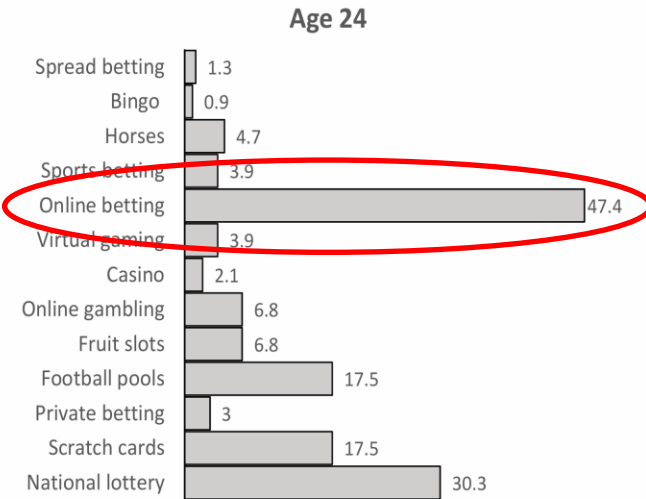 Age 24
Spread betting 1.3
Bingo 0.9
Horses 4.7
Sports betting 3.9
Online betting 47.4
Virtual gaming 3.9
Casino 2.1
Online gambling 6.8
Fruit slots 6.8
Football pools 17.5
Private betting 3
Scratch cards 17.5
National lottery 30.3